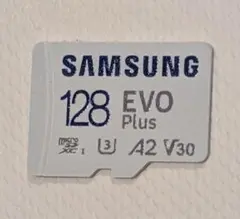 SAMSUNG
128 EVO
Plus
micro
SD
XC I U3 A2 V30